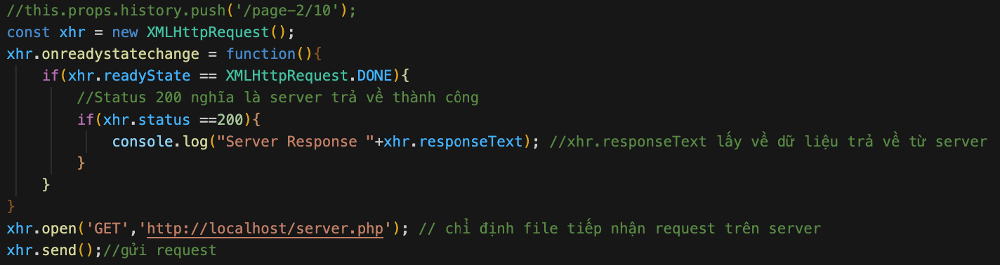 //this.props.history.push('/page-2/10');
const xhr = new XMLHttpRequest();
xhr.onreadystatechange = function(){
    if(xhr.readyState == XMLHttpRequest.DONE){
        //Status 200 nghĩa là server trả về thành công
        if(xhr.status ==200){
            console.log("Server Response "+xhr.responseText); //xhr.responseText lấy về dữ liệu trả về từ server
        }
    }
}
xhr.open('GET','http://localhost/server.php'); // chỉ định file tiếp nhận request trên server
xhr.send();//gửi request